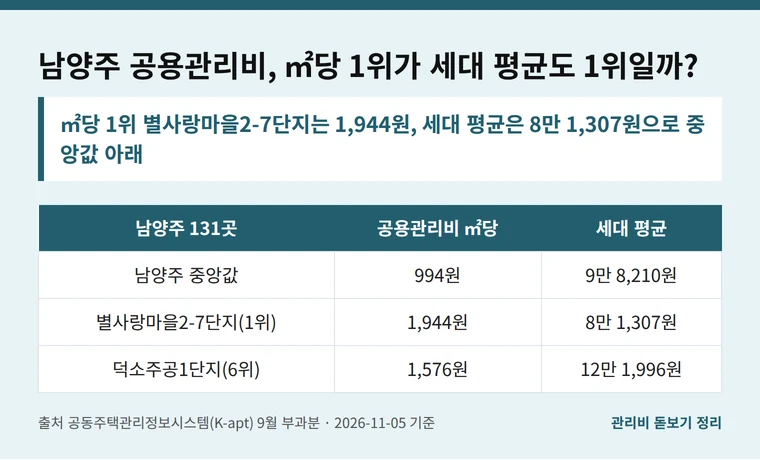 남양주 공용관리비, ㎡당 1위가 세대 평균도 1위일까?
㎡당 1위 별사랑마을2-7단지는 1,944원, 세대 평균은 8만 1,307원으로 중
앙값 아래
남양주 131곳 공용관리비 ㎡당 세대 평균
남양주 중앙값 994원 9만 8,210원
별사랑마을2-7단지(1위) 1,944원 8만 1,307원
덕소주공1단지(6위) 1,576원 12만 1,996원
출처 공동주택관리정보시스템(K-apt) 9월 부과분 · 2026-11-05 기준 관리비 돋보기 정리